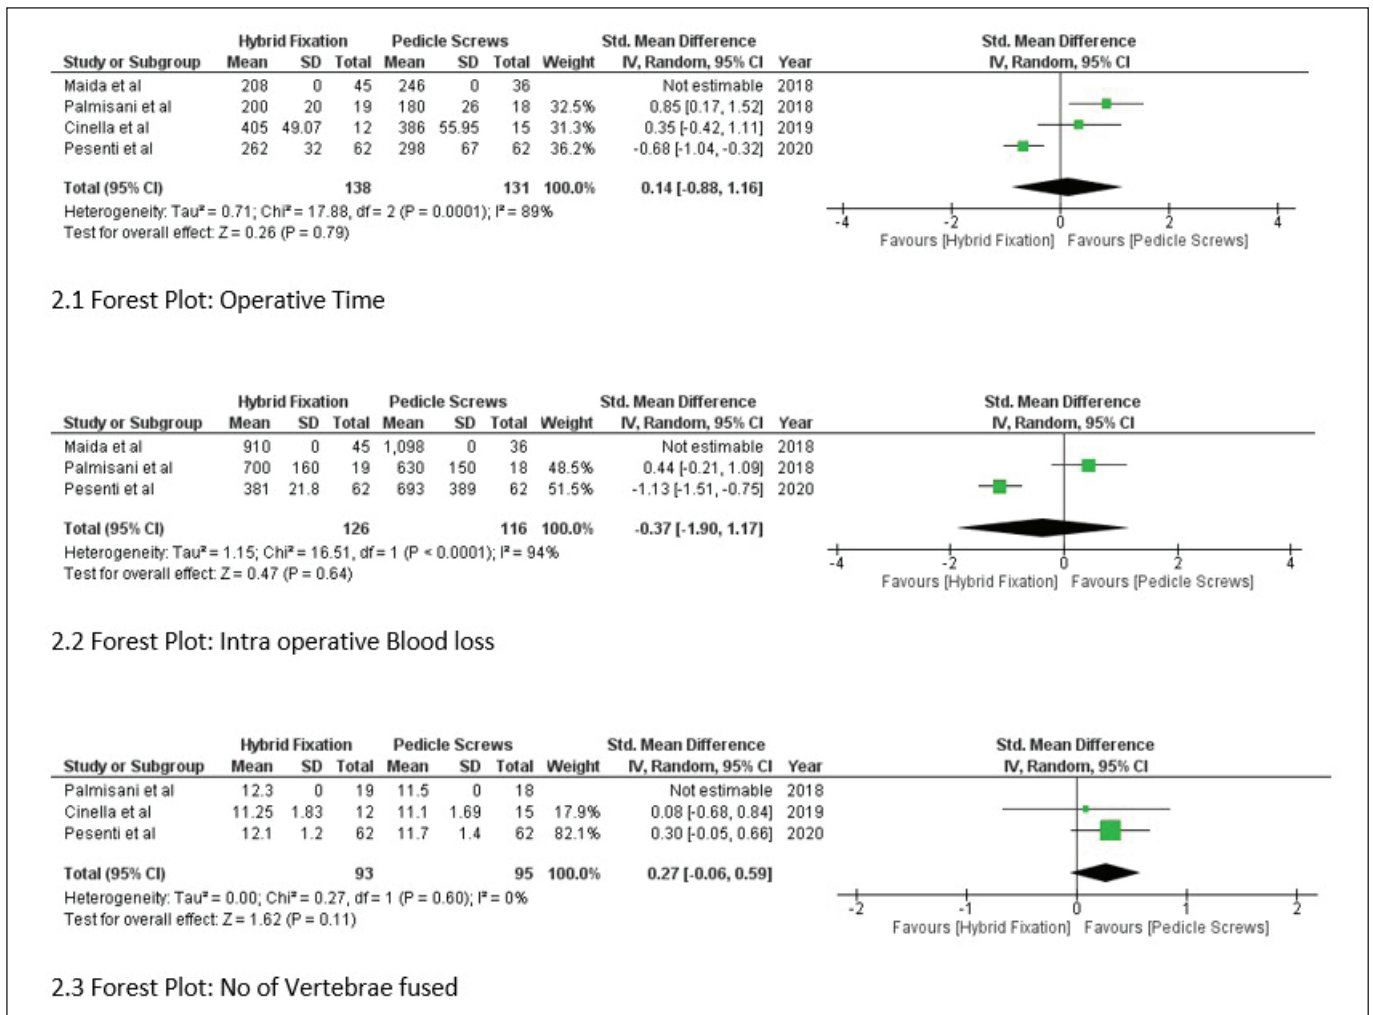 Hybrid Fixation Pedicle Screws Std. Mean Difference Std. Mean Difference
Study or Subgroup Mean SD Total Mean SD Total Weight IV, Random, 95% CI Year IV, Random, 95% CI
Maida et al 208 0 45 246 0 36 Not estimable 2018
Palmisani et al 200 20 19 180 26 18 32.5% 0.85 [0.17, 1.52] 2018
Cinella et al 405 49.07 12 386 55.95 15 31.3% 0.35 [-0.42, 1.11] 2019
Pesenti et al 262 32 62 298 67 62 36.2% -0.68 [-1.04, -0.32] 2020
Total (95% CI) 138 131 100.0% 0.14 [-0.88, 1.16]
Heterogeneity: Tau² = 0.71; Chi² = 17.88, df = 2 (P = 0.0001); I² = 89%
Test for overall effect: Z = 0.26 (P = 0.79)
-4 -2 0 2 4
Favours [Hybrid Fixation] Favours [Pedicle Screws]
2.1 Forest Plot: Operative Time
Hybrid Fixation Pedicle Screws Std. Mean Difference Std. Mean Difference
Study or Subgroup Mean SD Total Mean SD Total Weight IV, Random, 95% CI Year IV, Random, 95% CI
Maida et al 910 0 45 1,098 0 36 Not estimable 2018
Palmisani et al 700 160 19 630 150 18 48.5% 0.44 [-0.21, 1.09] 2018
Pesenti et al 381 21.8 62 693 389 62 51.5% -1.13 [-1.51, -0.75] 2020
Total (95% CI) 126 116 100.0% -0.37 [-1.90, 1.17]
Heterogeneity: Tau² = 1.15; Chi² = 16.51, df = 1 (P < 0.0001); I² = 94%
Test for overall effect: Z = 0.47 (P = 0.64)
-4 -2 0 2 4
Favours [Hybrid Fixation] Favours [Pedicle Screws]
2.2 Forest Plot: Intra operative Blood loss
Hybrid Fixation Pedicle Screws Std. Mean Difference Std. Mean Difference
Study or Subgroup Mean SD Total Mean SD Total Weight IV, Random, 95% CI Year IV, Random, 95% CI
Palmisani et al 12.3 0 19 11.5 0 18 Not estimable 2018
Cinella et al 11.25 1.83 12 11.1 1.69 15 17.9% 0.08 [-0.68, 0.84] 2019
Pesenti et al 12.1 1.2 62 11.7 1.4 62 82.1% 0.30 [-0.05, 0.66] 2020
Total (95% CI) 93 95 100.0% 0.27 [-0.06, 0.59]
Heterogeneity: Tau² = 0.00; Chi² = 0.27, df = 1 (P = 0.60); I² = 0%
Test for overall effect: Z = 1.62 (P = 0.11)
-2 -1 0 1 2
Favours [Hybrid Fixation] Favours [Pedicle Screws]
2.3 Forest Plot: No of Vertebrae fused